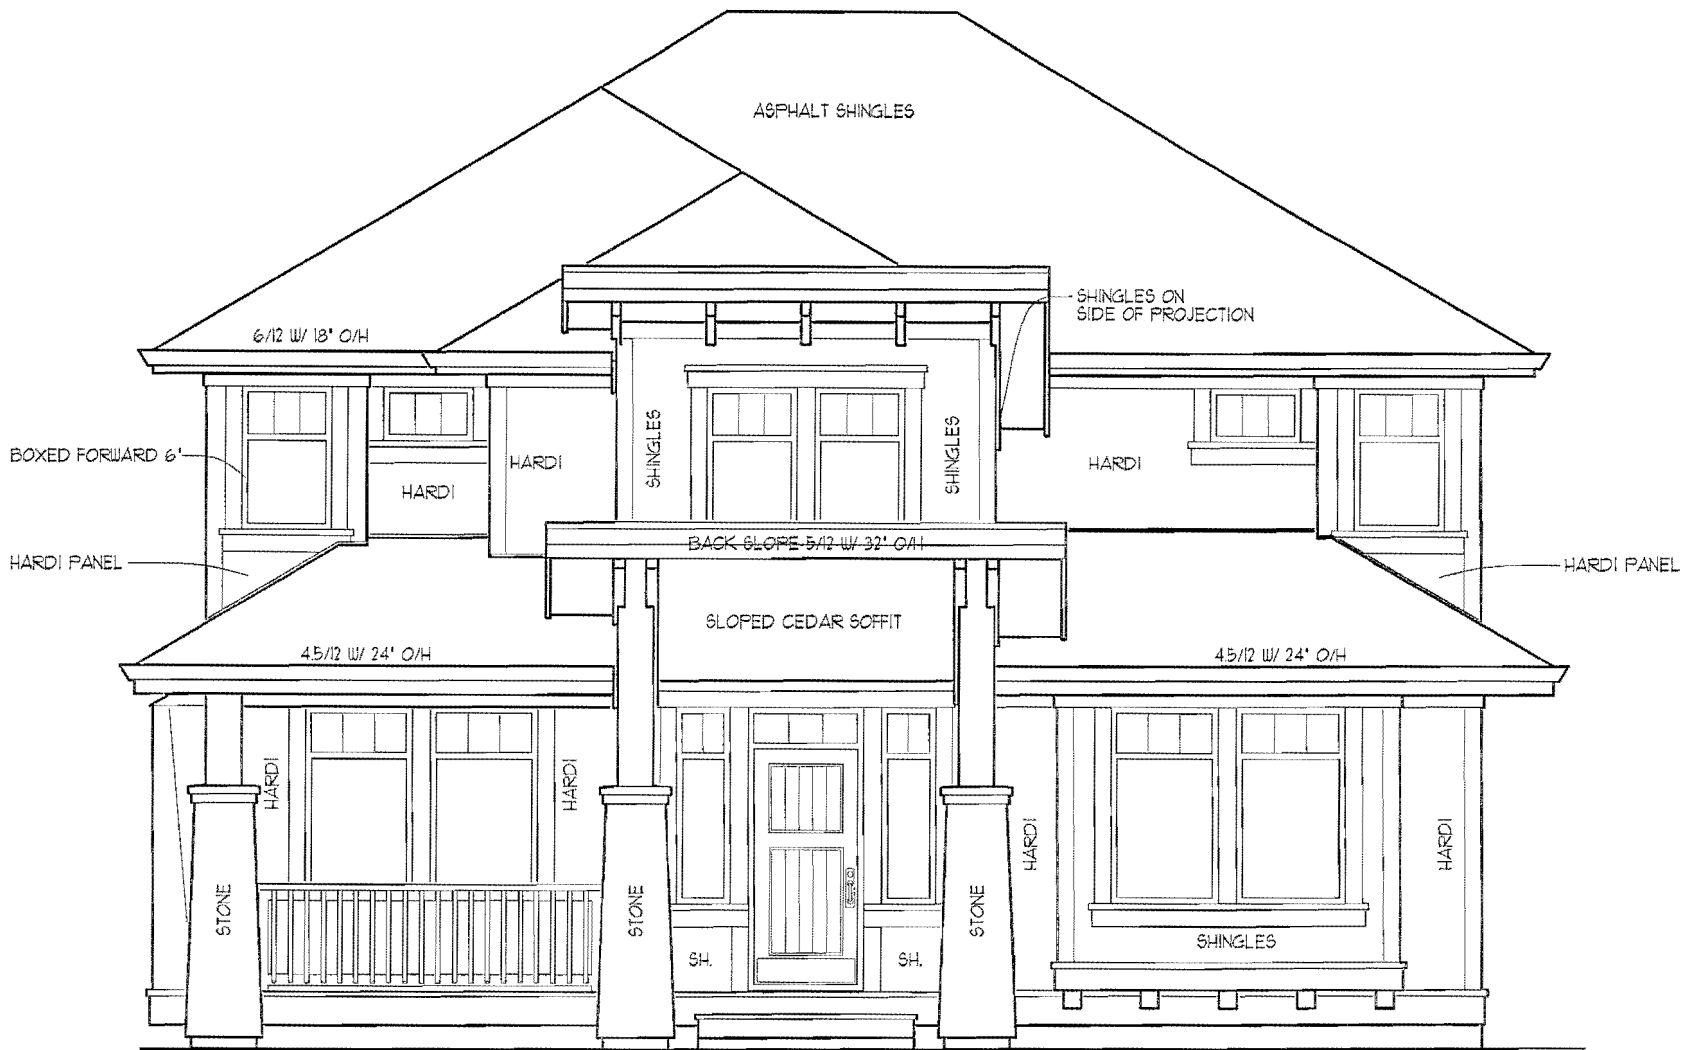 ASPHALT SHINGLES
SHINGLES ON
SIDE OF PROJECTION
6/12 W/ 18" O/H
BOXED FORWARD 6"
HARDI
HARDI
SHINGLES
SHINGLES
HARDI
BACK SLOPE 5/12 W/ 32" O/H
HARDI PANEL
HARDI PANEL
SLOPED CEDAR SOFFIT
4.5/12 W/ 24" O/H
4.5/12 W/ 24" O/H
HARDI
HARDI
HARDI
HARDI
STONE
STONE
STONE
SH.
SH.
SHINGLES